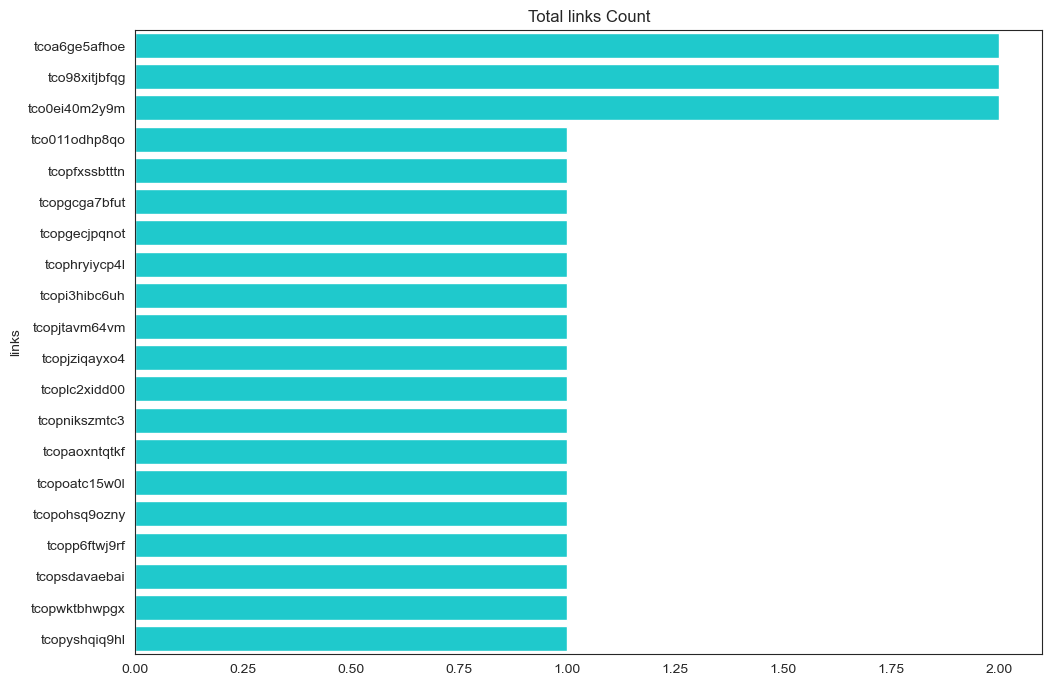 Total links Count
tcoa6ge5afhoe
tco98xitjbfqg
tco0ei40m2y9m
tco011odhp8qo
tcopfxssbtttn
tcopgcga7bfut
tcopgecjpqnot
tcophryiycp4l
tcopi3hibc6uh
tcopjtavm64vm
tcopjziqayxo4
tcoplc2xidd00
tcopnikszmtc3
tcopaoxntqtkf
tcopoatc15w0l
tcopohsq9ozny
tcopp6ftwj9rf
tcopsdavaebai
tcopwktbhwpgx
tcopyshqiq9hl
links
0.00 0.25 0.50 0.75 1.00 1.25 1.50 1.75 2.00